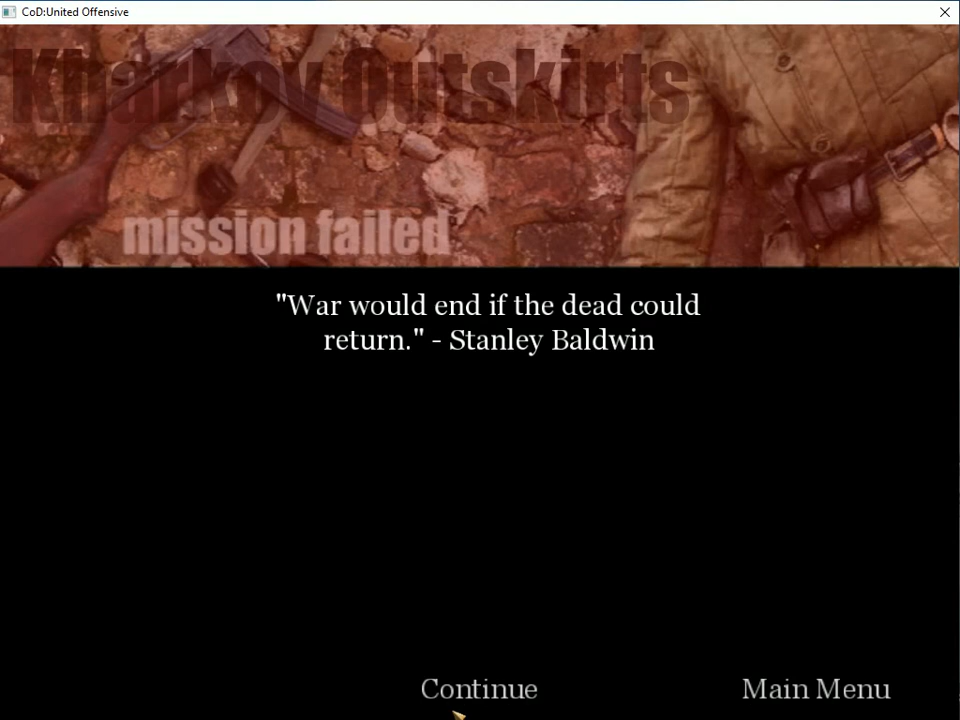 CoD:United Offensive
Kharkov Outskirts
mission failed
"War would end if the dead could
return." - Stanley Baldwin
Continue
Main Menu